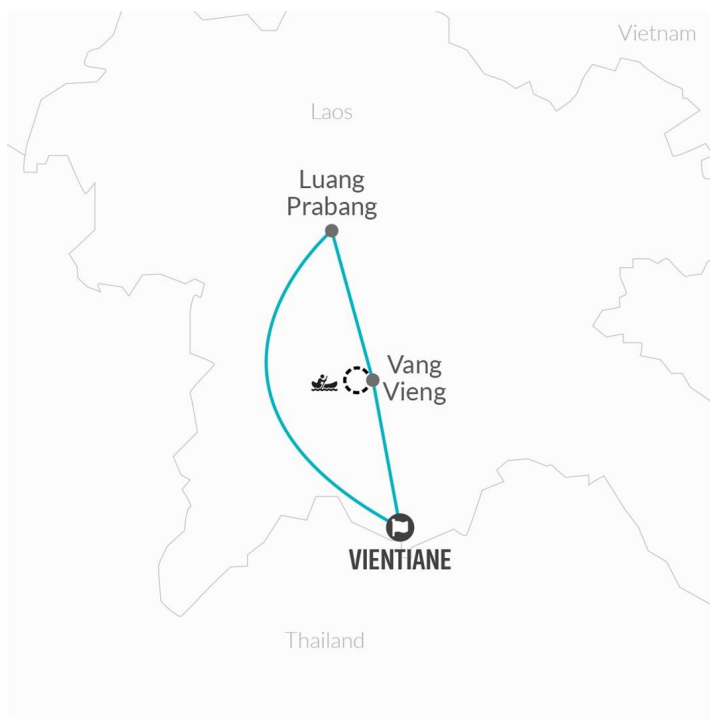 Vietnam
Laos
Luang
Prabang
Vang
Vieng
VIENTIANE
Thailand